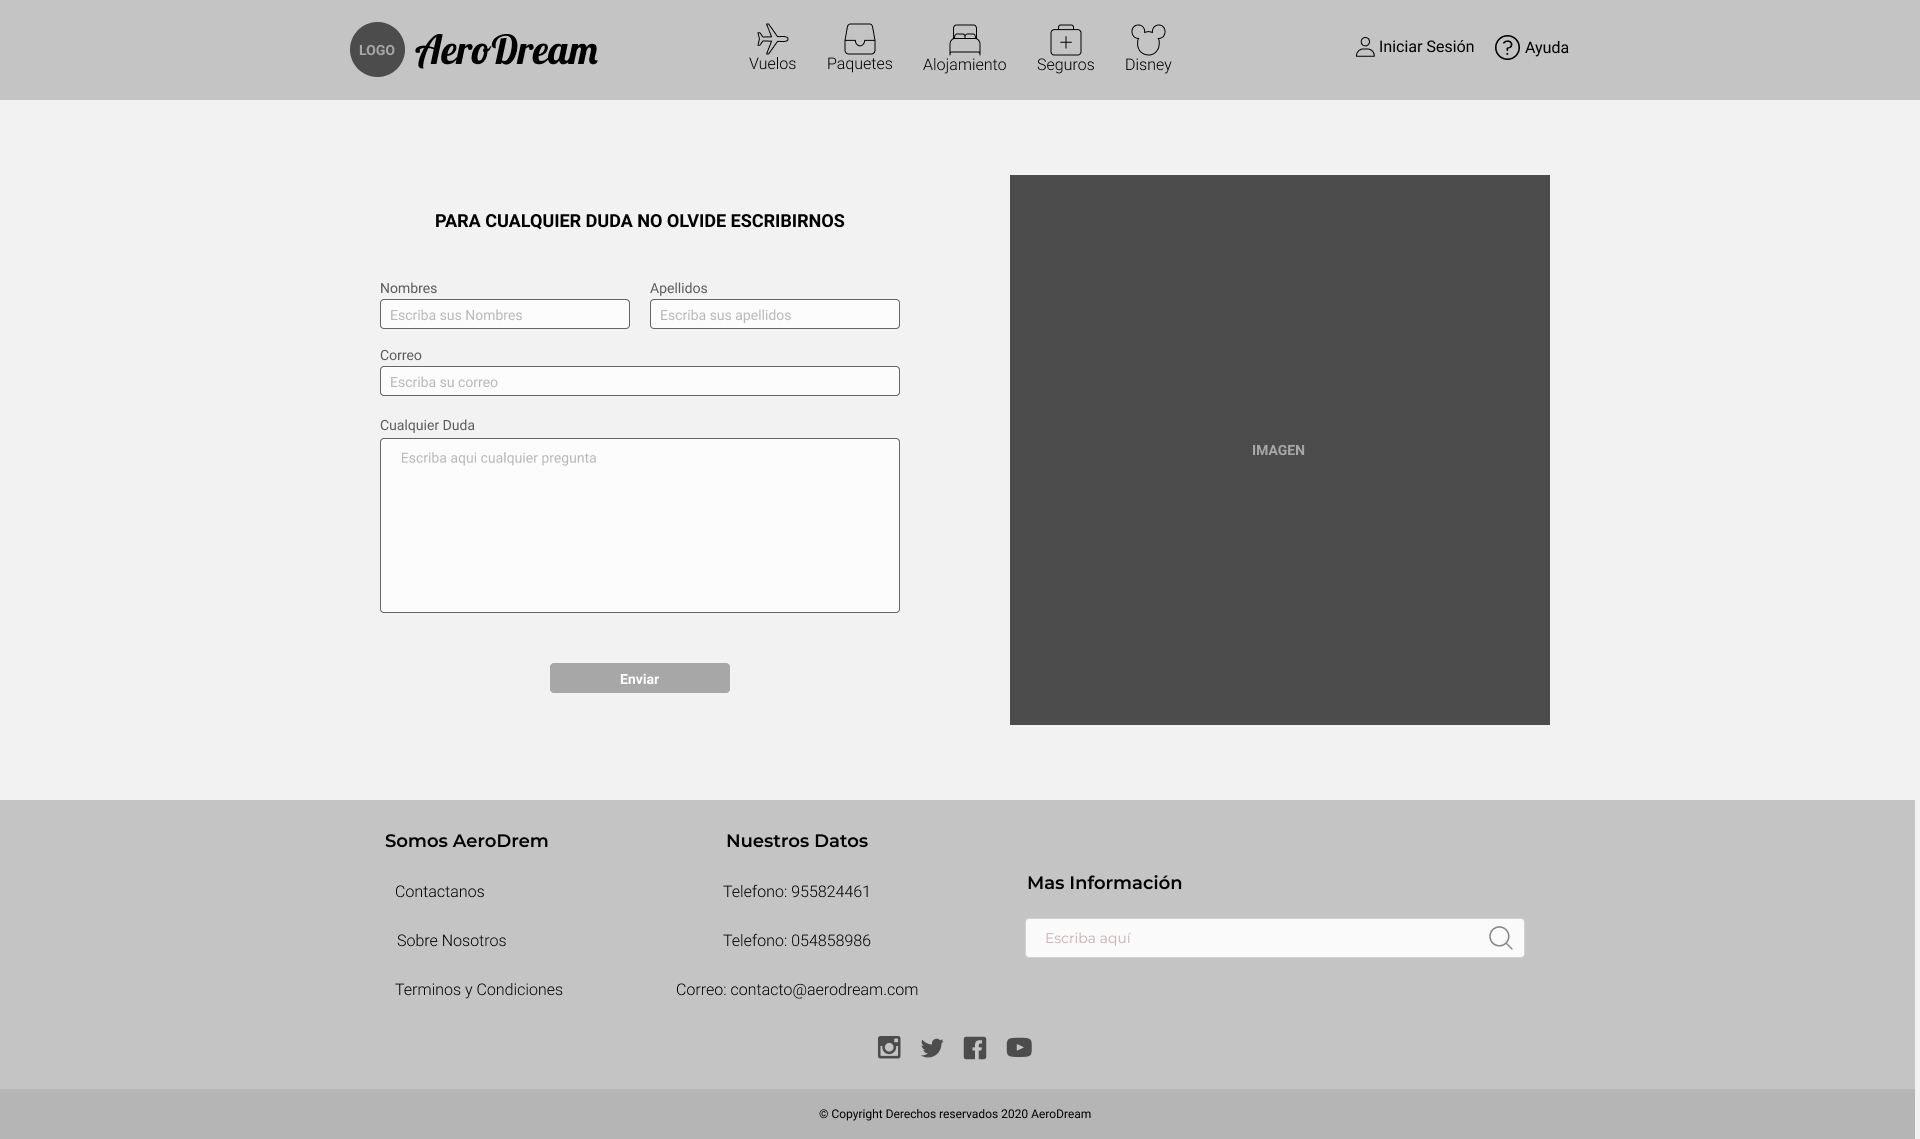 LOGO AeroDream
Vuelos
Paquetes
Alojamiento
Seguros
Disney
Iniciar Sesión
Ayuda
PARA CUALQUIER DUDA NO OLVIDE ESCRIBIRNOS
Nombres
Escriba sus Nombres
Apellidos
Escriba sus apellidos
Correo
Escriba su correo
Cualquier Duda
Escriba aqui cualquier pregunta
Enviar
IMAGEN
Somos AeroDrem
Contactanos
Sobre Nosotros
Terminos y Condiciones
Nuestros Datos
Telefono: 955824461
Telefono: 054858986
Correo: contacto@aerodream.com
Mas Información
Escriba aquí
© Copyright Derechos reservados 2020 AeroDream